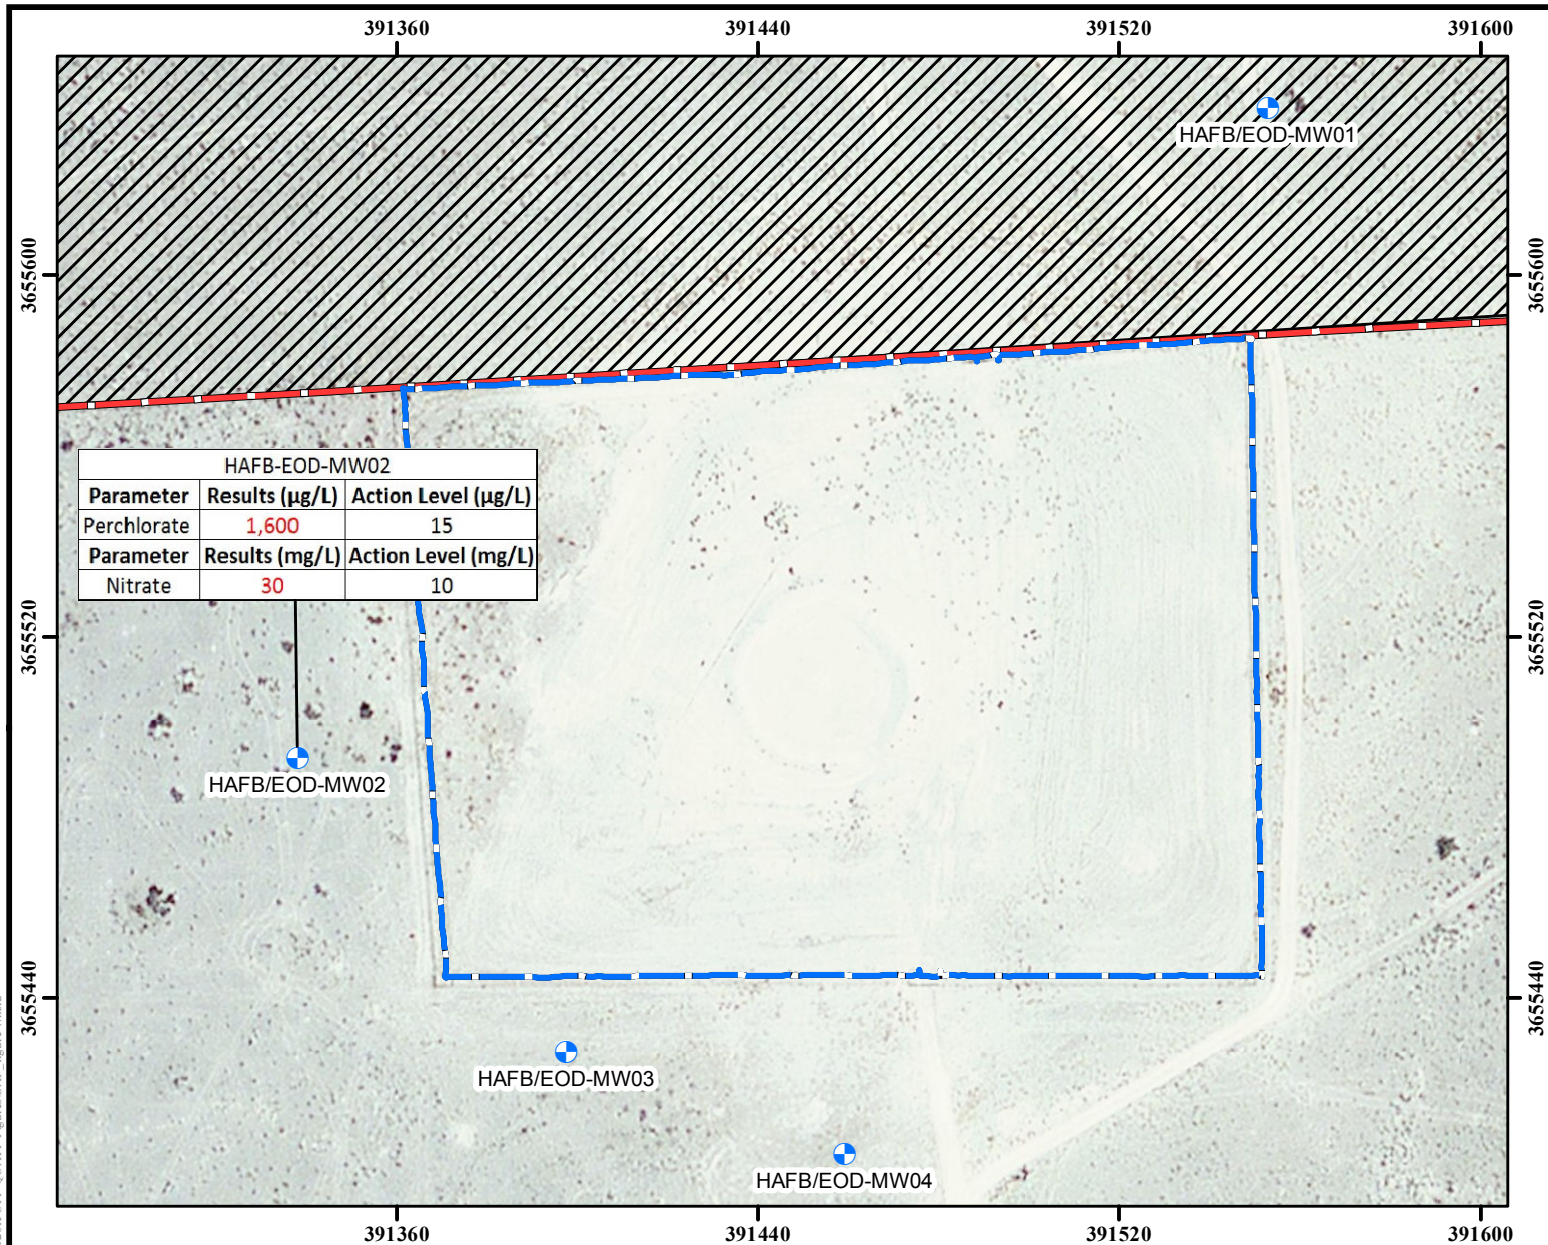 391360 391440 391520 391600
HAFB/EOD-MW01
3655600 3655600
HAFB-EOD-MW02
Parameter Results (µg/L) Action Level (µg/L)
Perchlorate 1,600 15
Parameter Results (mg/L) Action Level (mg/L)
Nitrate 30 10
3655520 3655520
HAFB/EOD-MW02
3655440 3655440
HAFB/EOD-MW03
HAFB/EOD-MW04
391360 391440 391520 391600